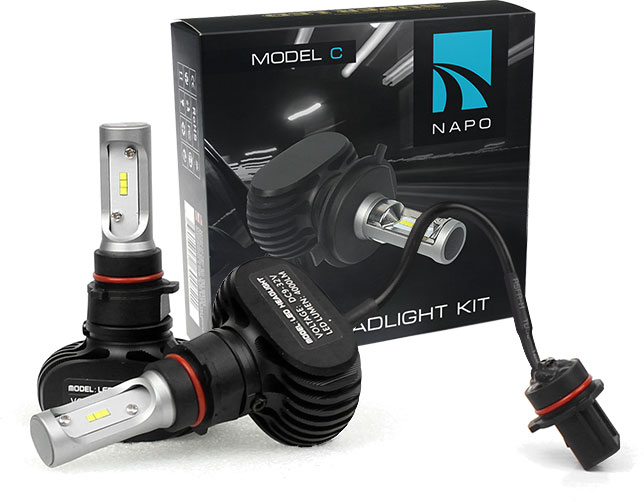 MODEL C
NAPO
ADLIGHT KIT
MODEL: LED HEADLIGHT
VOLTAGE: DC9-32V
LED LUMEN: 4000LM
MODEL: LE